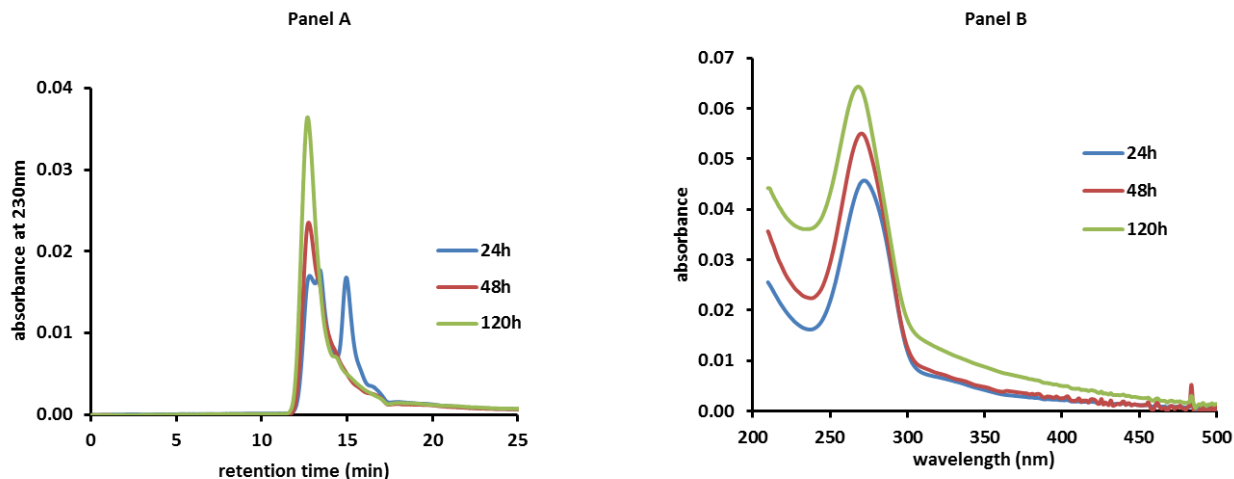 Panel A
absorbance at 230nm
0.04
0.03
0.02
0.01
0.00
0 5 10 15 20 25
retention time (min)
24h
48h
120h
Panel B
absorbance
0.07
0.06
0.05
0.04
0.03
0.02
0.01
0.00
200 250 300 350 400 450 500
wavelength (nm)
24h
48h
120h